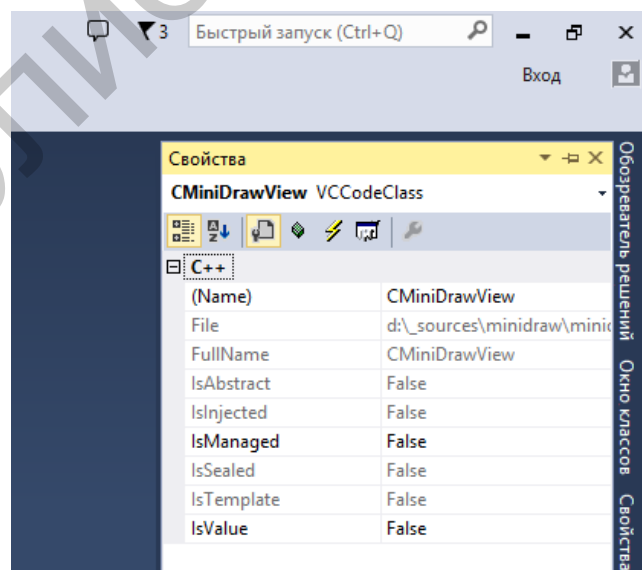 3 Быстрый запуск (Ctrl+Q)
Вход
Свойства
CMiniDrawView VCCodeClass
C++
(Name) CMiniDrawView
File d:\_sources\minidraw\minic
FullName CMiniDrawView
IsAbstract False
IsInjected False
IsManaged False
IsSealed False
IsTemplate False
IsValue False
Обозреватель решений
Окно классов
Свойства